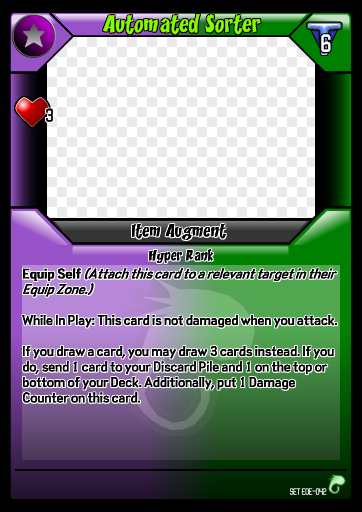 Automated Sorter
6
3
Item Augment
Hyper Rank
Equip Self (Attach this card to a relevant target in their
Equip Zone.)
While In Play: This card is not damaged when you attack.
If you draw a card, you may draw 3 cards instead. If you
do, send 1 card to your Discard Pile and 1 on the top or
bottom of your Deck. Additionally, put 1 Damage
Counter on this card.
SET EOE-042